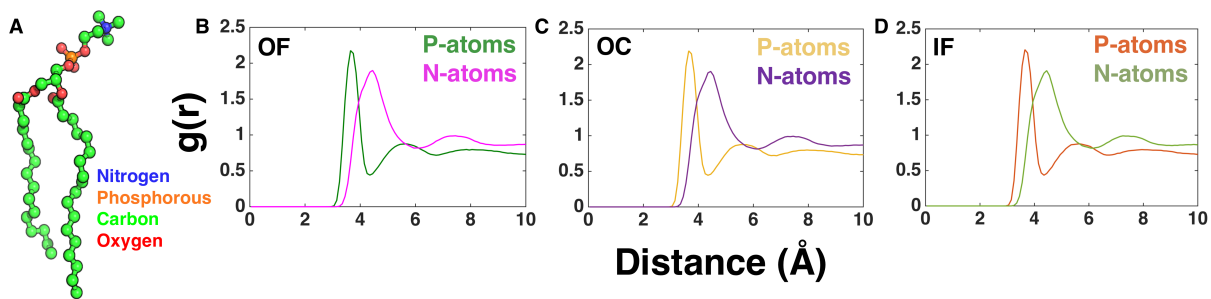 A
Nitrogen
Phosphorous
Carbon
Oxygen
B
OF
P-atoms
N-atoms
g(r)
2.5
2
1.5
1
0.5
0
0 2 4 6 8 10
C
OC
P-atoms
N-atoms
2.5
2
1.5
1
0.5
0
0 2 4 6 8 10
D
IF
P-atoms
N-atoms
2.5
2
1.5
1
0.5
0
0 2 4 6 8 10
Distance (Å)